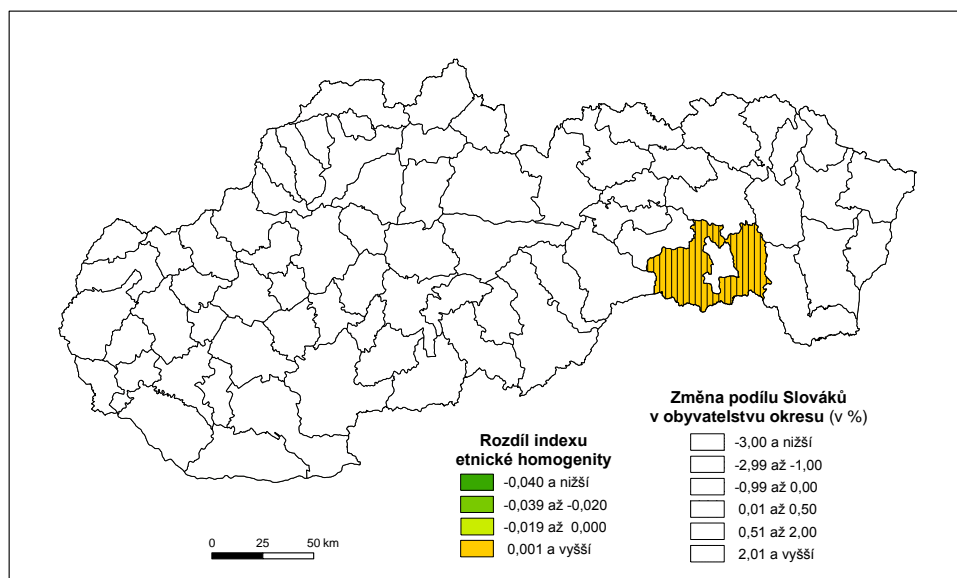 Rozdíl indexu
etnické homogenity
-0,040 a nižší
-0,039 až -0,020
-0,019 až 0,000
0,001 a vyšší
Změna podílu Slováků
v obyvatelstvu okresu (v %)
-3,00 a nižší
-2,99 až -1,00
-0,99 až 0,00
0,01 až 0,50
0,51 až 2,00
2,01 a vyšší
0 25 50 km